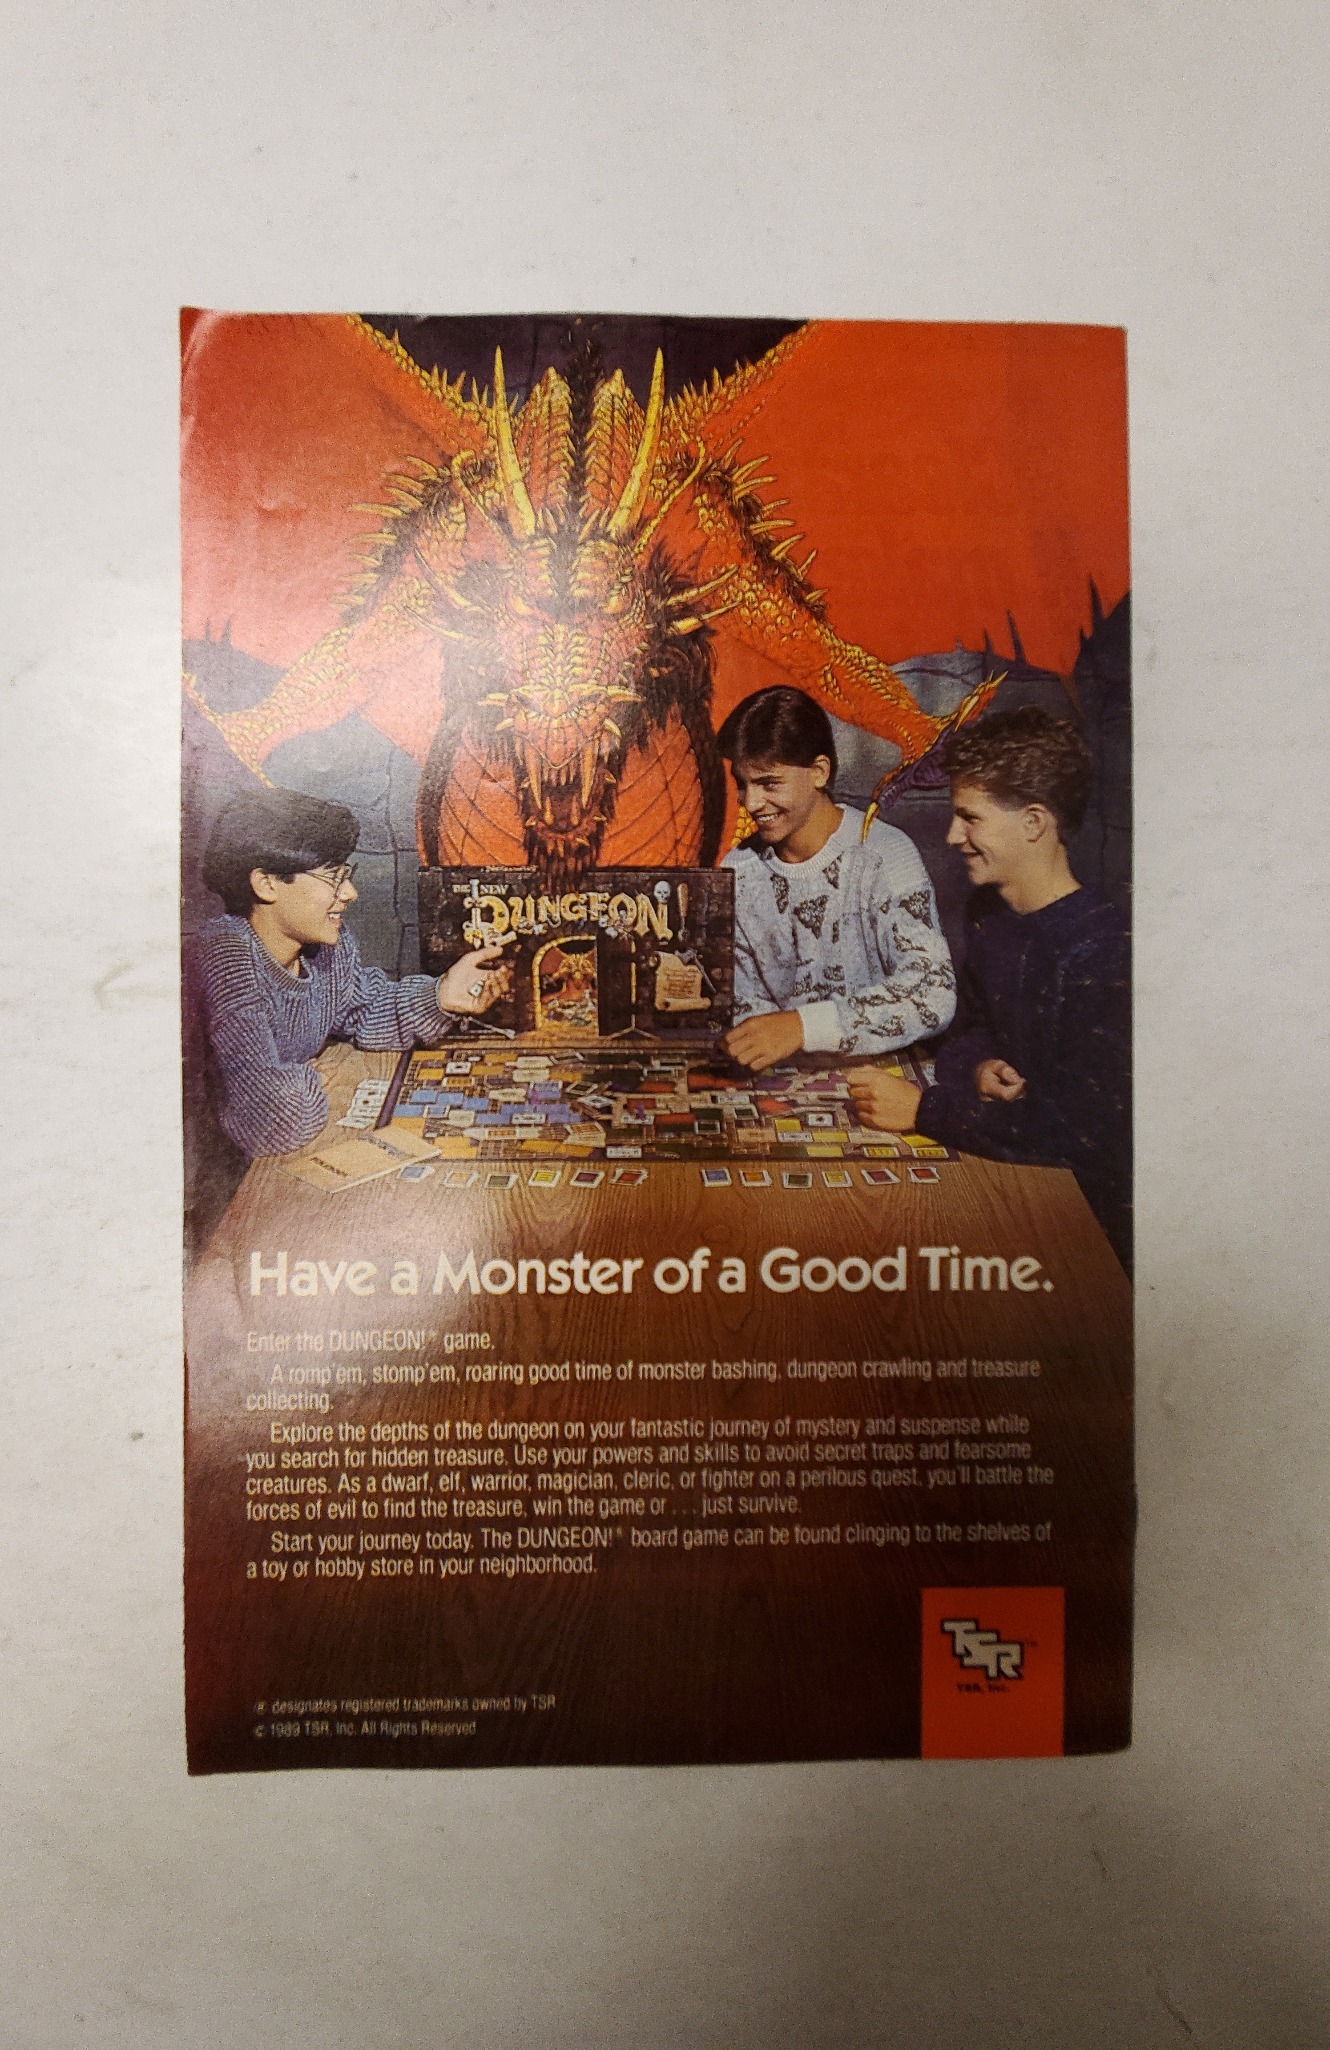 THE NEW
DUNGEON!
Have a Monster of a Good Time.
Enter the DUNGEON!® game.
A romp'em, stomp'em, roaring good time of monster bashing, dungeon crawling and treasure
collecting.
Explore the depths of the dungeon on your fantastic journey of mystery and suspense while
you search for hidden treasure. Use your powers and skills to avoid secret traps and fearsome
creatures. As a dwarf, elf, warrior, magician, cleric, or fighter on a perilous quest, you'll battle the
forces of evil to find the treasure, win the game or . . . just survive.
Start your journey today. The DUNGEON!® board game can be found clinging to the shelves of
a toy or hobby store in your neighborhood.
TSR™
TSR, Inc.
® designates registered trademarks owned by TSR
© 1989 TSR, Inc. All Rights Reserved